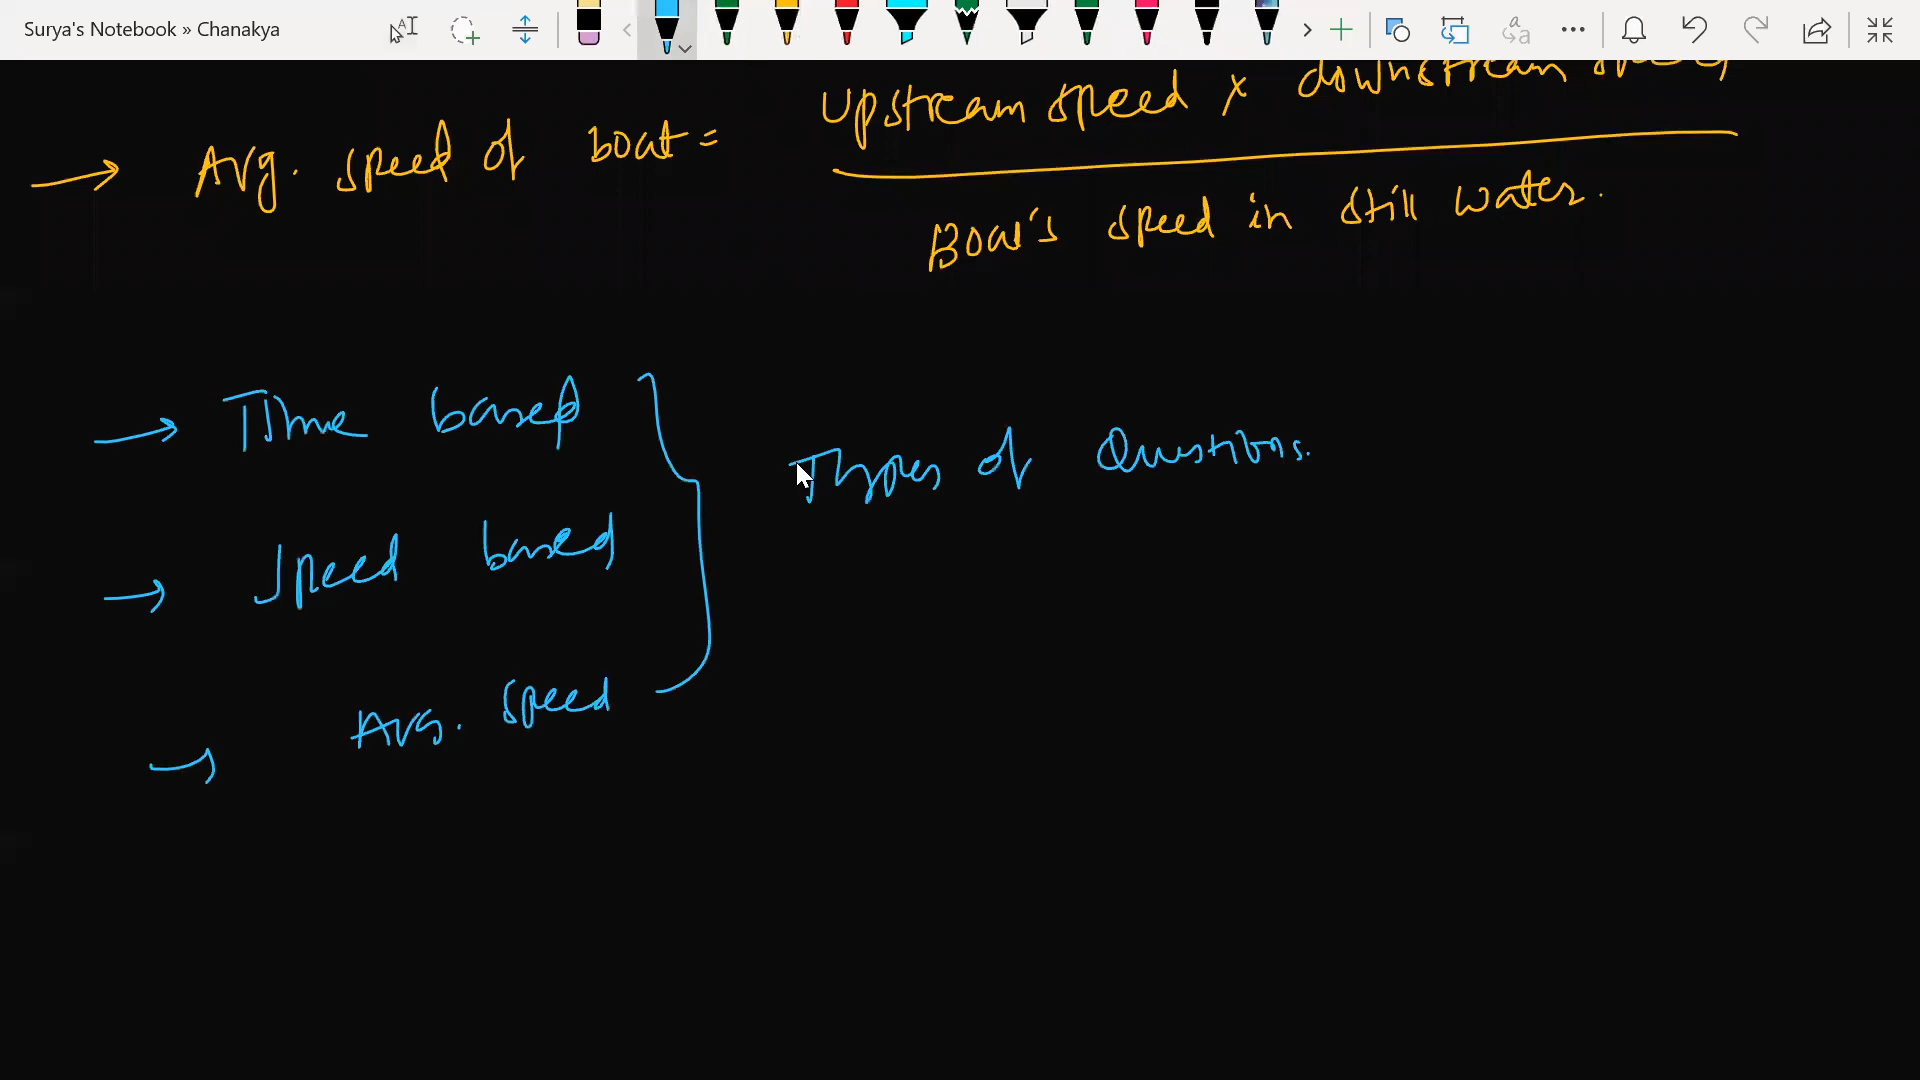 Surya's Notebook » Chanakya
→ Avg. speed of boat = Upstream speed x downstream speed
Boat's speed in still water.
→ Time based
Types of Questions.
→ Speed based
→ Avg. speed